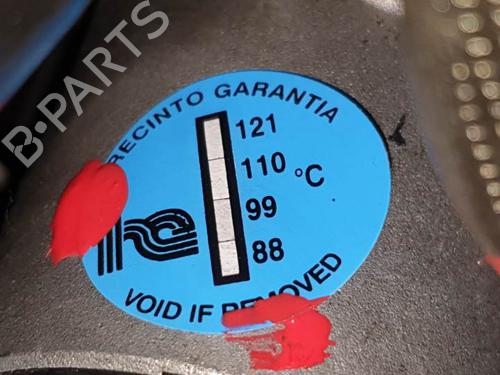 B-PARTS
RECINTO GARANTIA
121
110 °C
99
88
VOID IF REMOVED